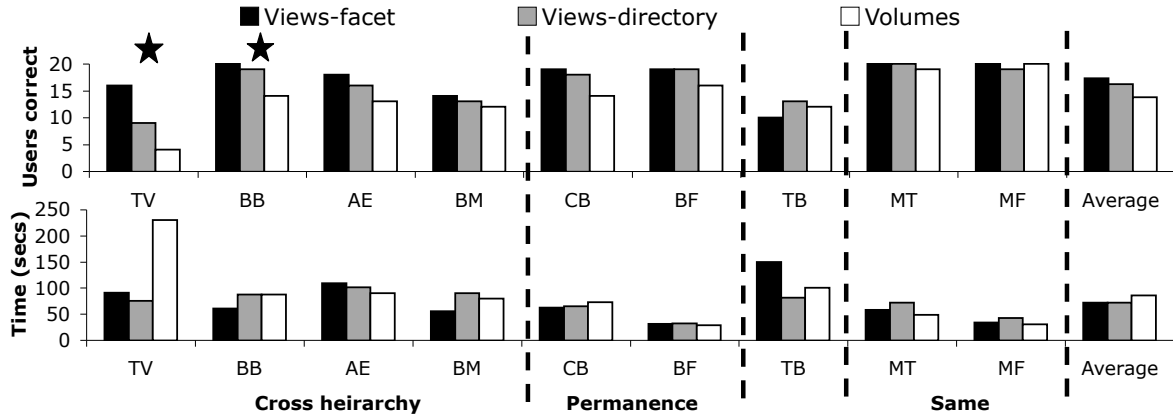 Views-facet Views-directory Volumes
Users correct
20
15
10
5
0
TV BB AE BM CB BF TB MT MF Average
Time (secs)
250
200
150
100
50
0
TV BB AE BM CB BF TB MT MF Average
Cross heirarchy Permanence Same